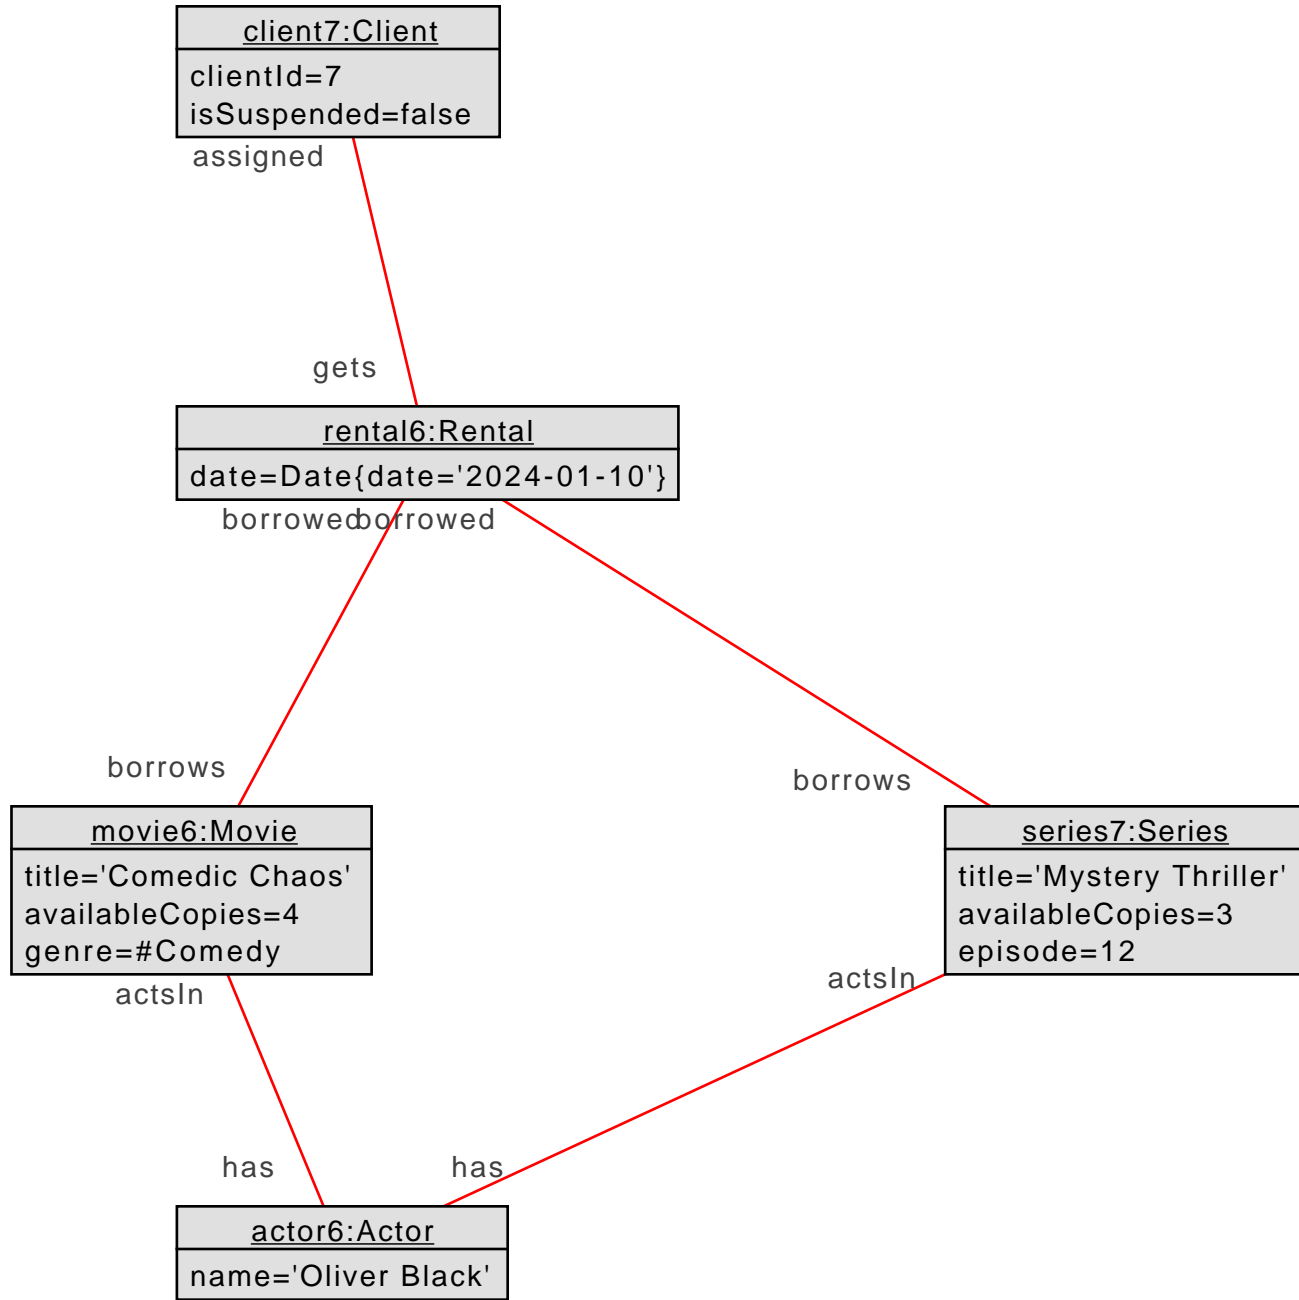 client7:Client
clientId=7
isSuspended=false
assigned
gets
rental6:Rental
date=Date{date='2024-01-10'}
borrowed borrowed
borrows
borrows
movie6:Movie
title='Comedic Chaos'
availableCopies=4
genre=#Comedy
series7:Series
title='Mystery Thriller'
availableCopies=3
episode=12
actsIn
actsIn
has
has
actor6:Actor
name='Oliver Black'